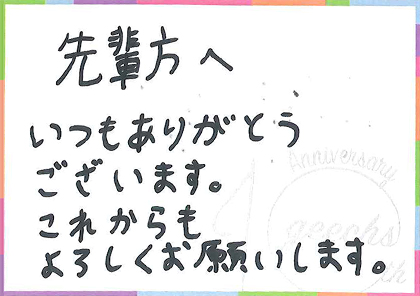 先輩方へ
いつもありがとう
ございます。
これからも
よろしくお願いします。
Anniversary